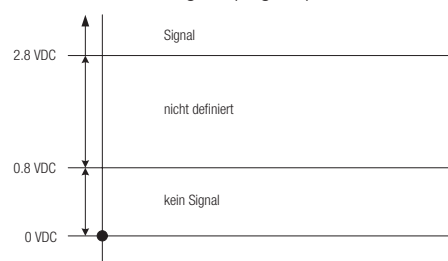 Signal
2.8 VDC
nicht definiert
0.8 VDC
kein Signal
0 VDC